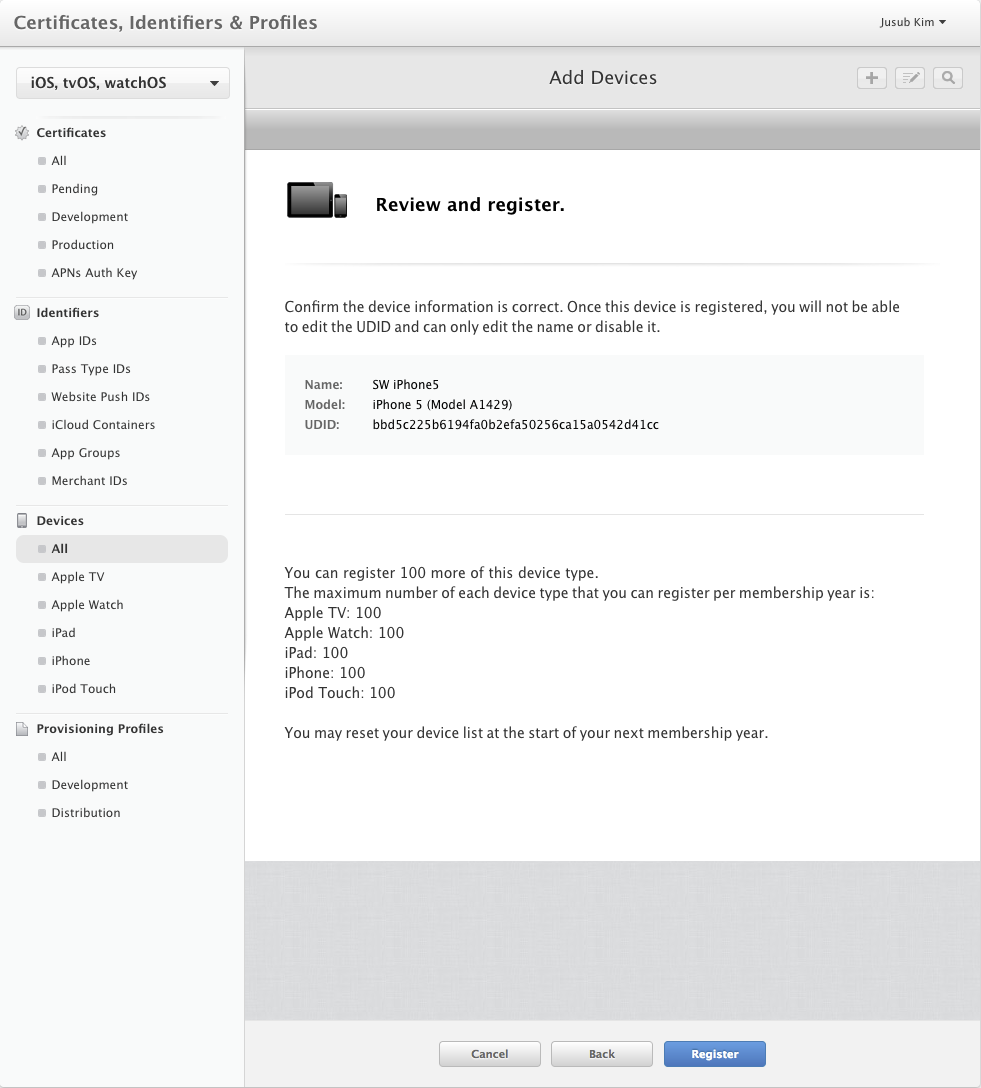 Certificates, Identifiers & Profiles
Jusub Kim
iOS, tvOS, watchOS
Certificates
All
Pending
Development
Production
APNs Auth Key
ID Identifiers
App IDs
Pass Type IDs
Website Push IDs
iCloud Containers
App Groups
Merchant IDs
Devices
All
Apple TV
Apple Watch
iPad
iPhone
iPod Touch
Provisioning Profiles
All
Development
Distribution
Add Devices
Review and register.
Confirm the device information is correct. Once this device is registered, you will not be able
to edit the UDID and can only edit the name or disable it.
Name: SW iPhone5
Model: iPhone 5 (Model A1429)
UDID: bbd5c225b6194fa0b2efa50256ca15a0542d41cc
You can register 100 more of this device type.
The maximum number of each device type that you can register per membership year is:
Apple TV: 100
Apple Watch: 100
iPad: 100
iPhone: 100
iPod Touch: 100
You may reset your device list at the start of your next membership year.
Cancel
Back
Register